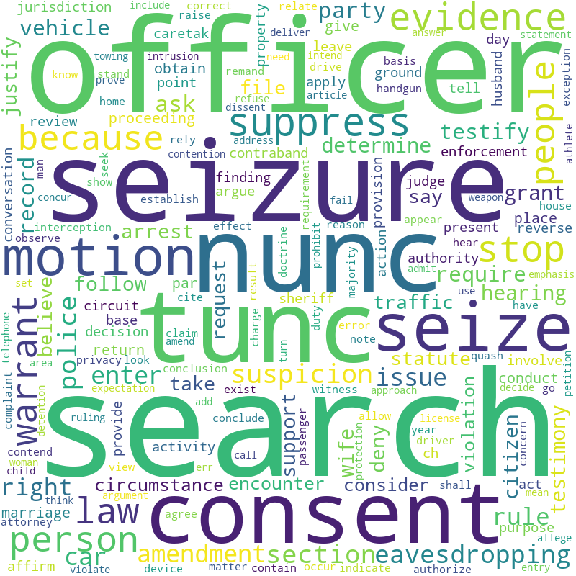 jurisdiction include correct raise relate answer
vehicle caretak party evidence
officer
justify know stand towing intrusion need intend deliver statement
prove home obtain property give leave day husband exception
review point remand drive basis ground handgun tell
proceeding ask file refuse article apply dissent
because suppress people
conversation record man rely address determine testify
seizure
contention contraband enforcement
finding argue show seek requirement provision judge say grant athlete
concur establish effect fail reason appear present place reverse house
observe interception arrest doctrine prohibit weapon
motion nunc stop
action hear authority admit use emphasis
warrant believe follow part cite majority require hearing
set telephone area police circuit base request sheriff duty traffic
tunc seize
decision claim amend charge turn error note have quash petition
complaint privacy look return conclusion statute involve
detention enter expectation suspicion issue conduct decide go
ruling add take exist witness allow approach license
search
contend woman child view provide err activity conclude call support passenger wife protection deny year driver concern violation citizen testimony
right circumstance encounter consider ch shall act
marriage think argument agree consent rule
attorney law purpose mean allege
person car amendment section eavesdropping
affirm violate device matter contain occur indicate authorize entry